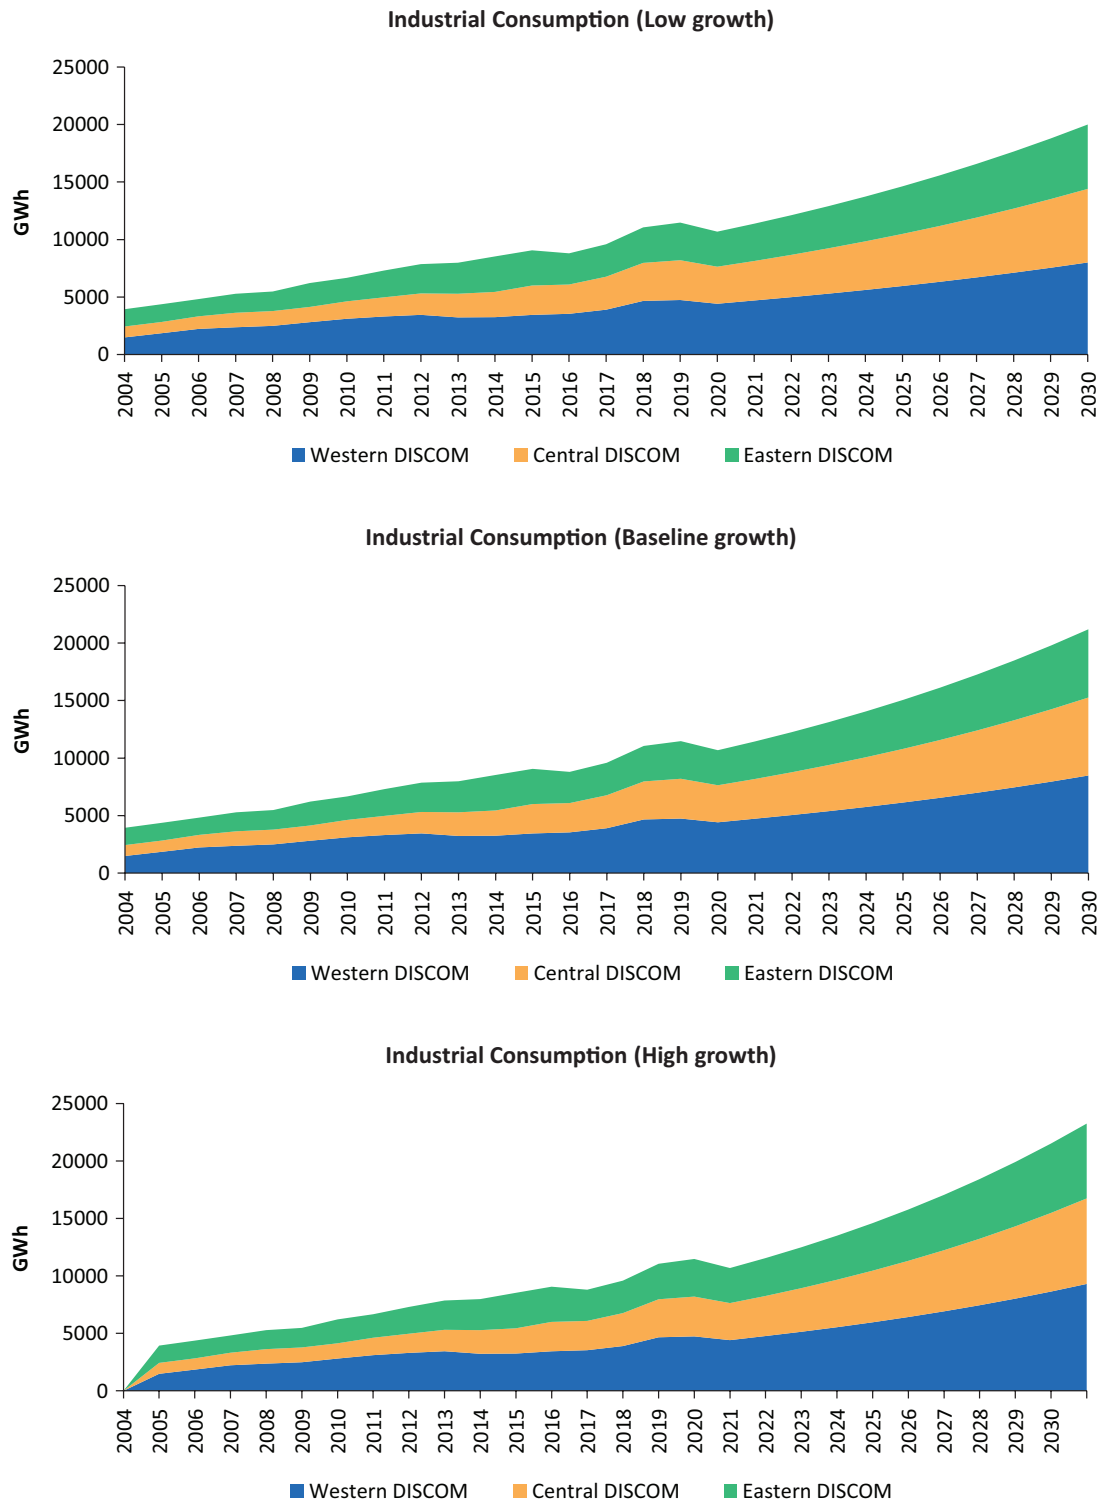 Industrial Consumption (Low growth)
25000
20000
15000
10000
5000
0
GWh
2004 2005 2006 2007 2008 2009 2010 2011 2012 2013 2014 2015 2016 2017 2018 2019 2020 2021 2022 2023 2024 2025 2026 2027 2028 2029 2030
Western DISCOM Central DISCOM Eastern DISCOM
Industrial Consumption (Baseline growth)
25000
20000
15000
10000
5000
0
GWh
2004 2005 2006 2007 2008 2009 2010 2011 2012 2013 2014 2015 2016 2017 2018 2019 2020 2021 2022 2023 2024 2025 2026 2027 2028 2029 2030
Western DISCOM Central DISCOM Eastern DISCOM
Industrial Consumption (High growth)
25000
20000
15000
10000
5000
0
GWh
2004 2005 2006 2007 2008 2009 2010 2011 2012 2013 2014 2015 2016 2017 2018 2019 2020 2021 2022 2023 2024 2025 2026 2027 2028 2029 2030
Western DISCOM Central DISCOM Eastern DISCOM